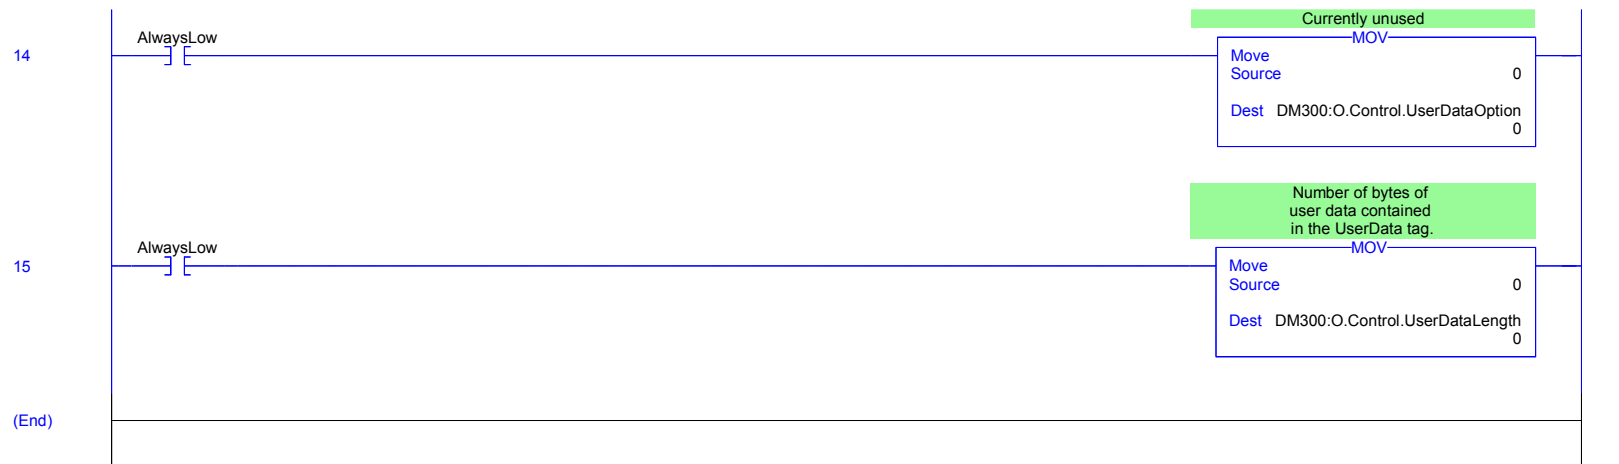 Currently unused
14
AlwaysLow
MOV
Move
Source 0
Dest DM300:O.Control.UserDataOption
0
Number of bytes of
user data contained
in the UserData tag.
15
AlwaysLow
MOV
Move
Source 0
Dest DM300:O.Control.UserDataLength
0
(End)